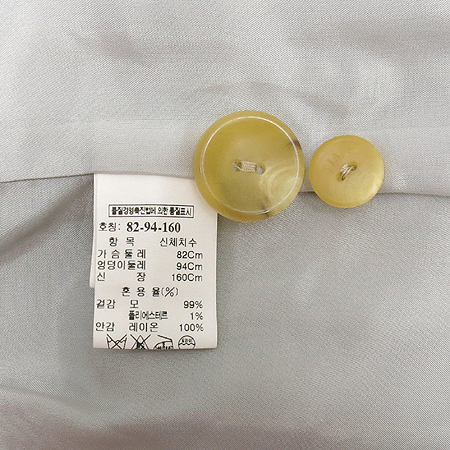 품질경영촉진법에 의한 품질표시
호칭: 82-94-160
항 목 신체치수
가 슴 둘 레 82Cm
엉덩이둘레 94Cm
신 장 160Cm
혼 용 율(%)
겉감 모 99%
폴리에스테르 1%
안감 레이온 100%